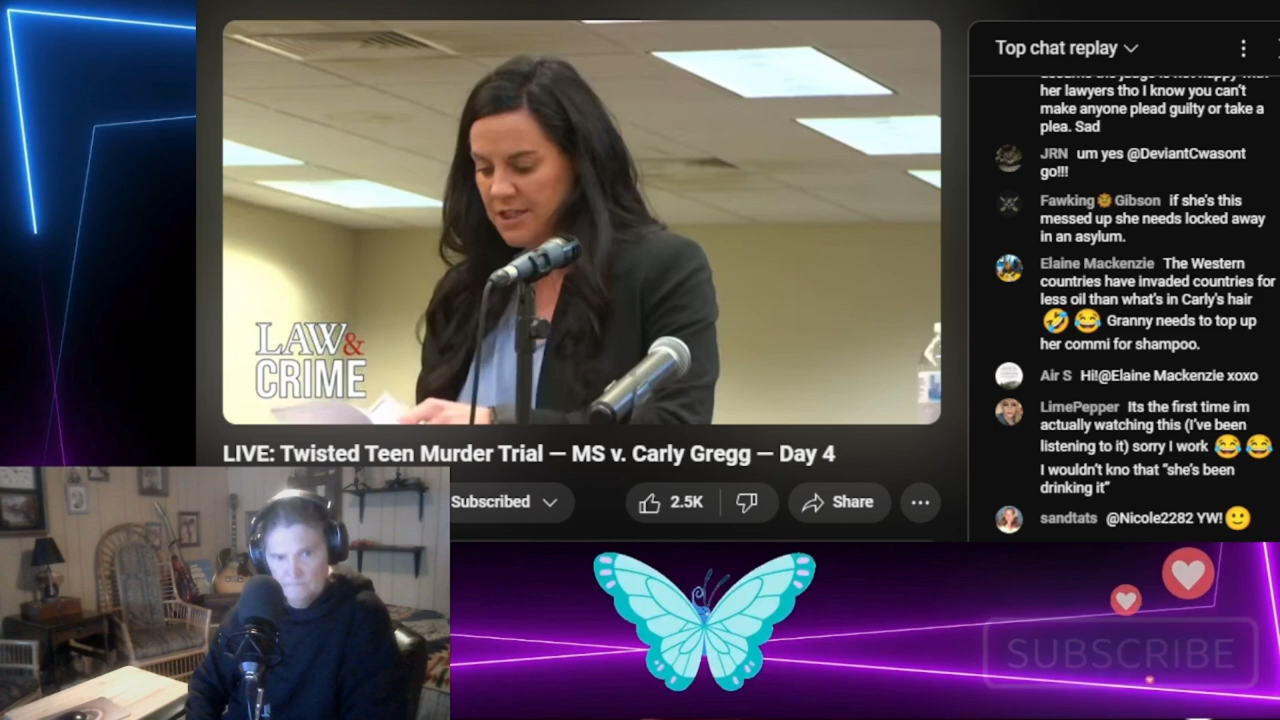 Top chat replay
her lawyers tho I know you can't
make anyone plead guilty or take a
plea. Sad
JRN um yes @DeviantCwasont
go!!!
Fawking Gibson if she's this
messed up she needs locked away
in an asylum.
Elaine Mackenzie The Western
countries have invaded countries for
less oil than what's in Carly's hair
🤣 😂 Granny needs to top up
her commi for shampoo.
Air S Hi!@Elaine Mackenzie xoxo
LimePepper Its the first time im
actually watching this (I've been
listening to it) sorry I work 😂 😂
I wouldn't kno that "she's been
drinking it"
sandtats @Nicole2282 YW! 🙂
LAW&
CRIME
LIVE: Twisted Teen Murder Trial — MS v. Carly Gregg — Day 4
Subscribed
2.5K
Share
SUBSCRIBE